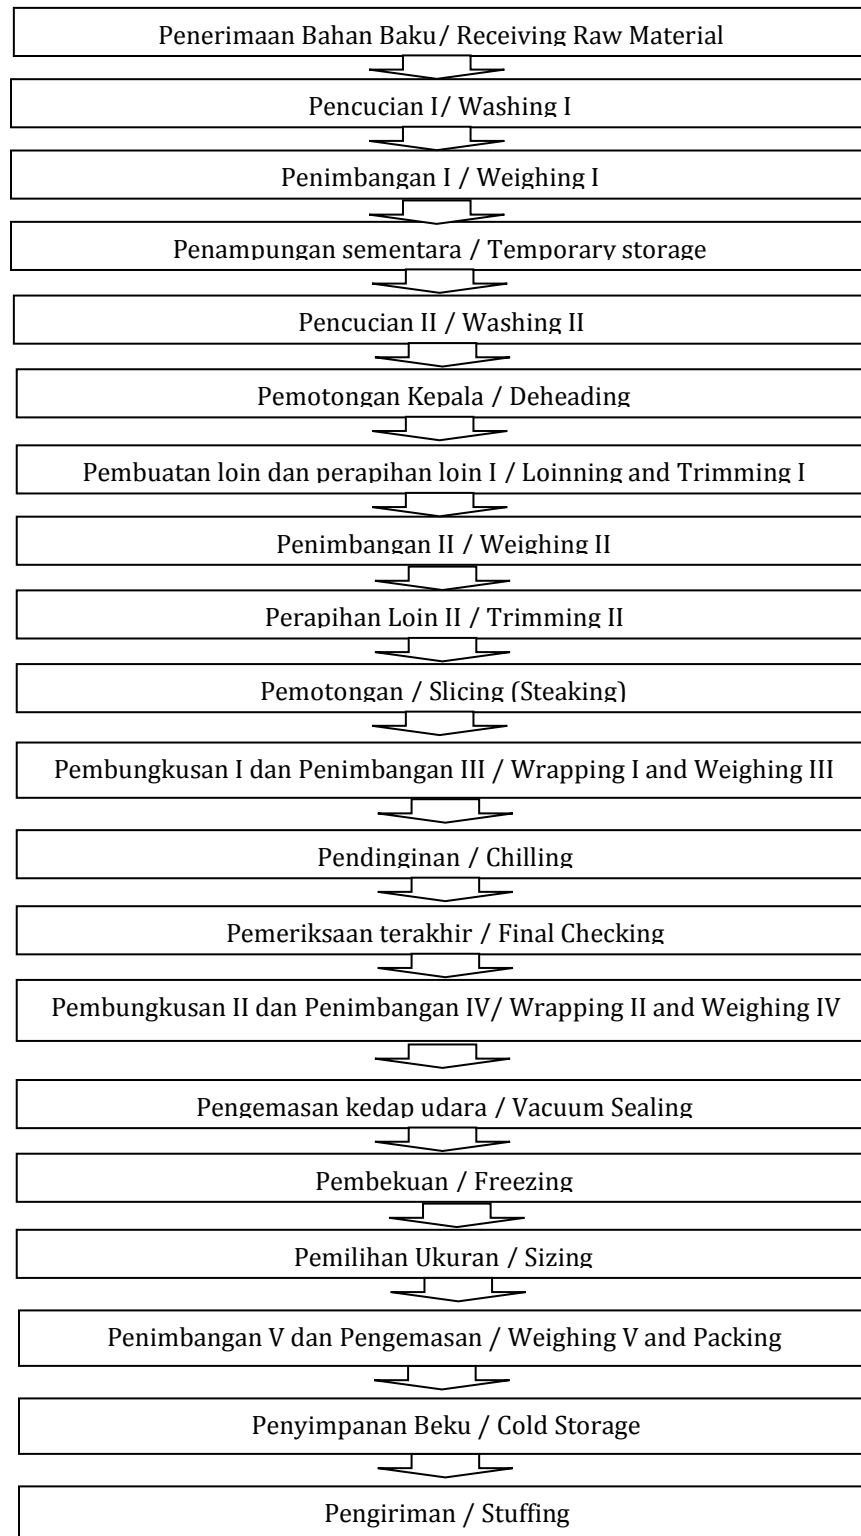 Penerimaan Bahan Baku/ Receiving Raw Material
Pencucian I/ Washing I
Penimbangan I / Weighing I
Penampungan sementara / Temporary storage
Pencucian II / Washing II
Pemotongan Kepala / Deheading
Pembuatan loin dan perapihan loin I / Loinning and Trimming I
Penimbangan II / Weighing II
Perapihan Loin II / Trimming II
Pemotongan / Slicing (Steaking)
Pembungkusan I dan Penimbangan III / Wrapping I and Weighing III
Pendinginan / Chilling
Pemeriksaan terakhir / Final Checking
Pembungkusan II dan Penimbangan IV/ Wrapping II and Weighing IV
Pengemasan kedap udara / Vacuum Sealing
Pembekuan / Freezing
Pemilihan Ukuran / Sizing
Penimbangan V dan Pengemasan / Weighing V and Packing
Penyimpanan Beku / Cold Storage
Pengiriman / Stuffing